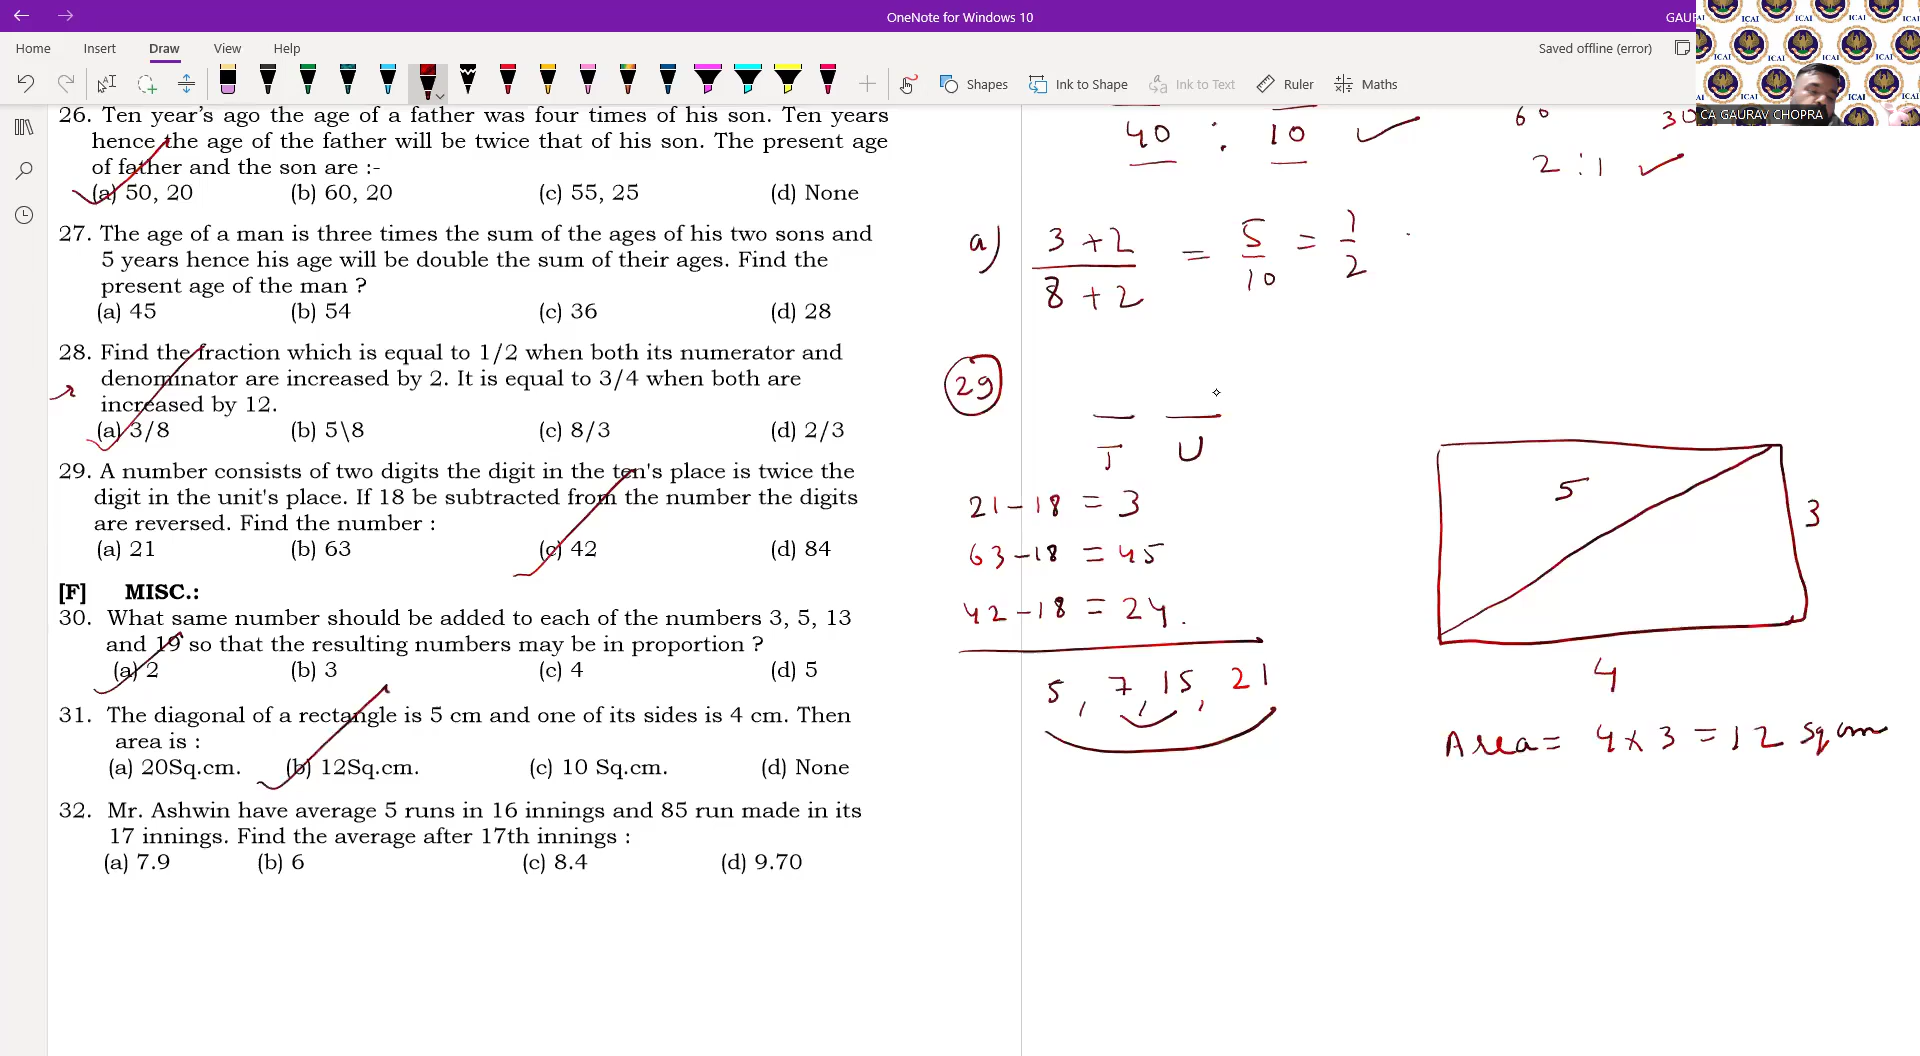 OneNote for Windows 10
Home Insert Draw View Help
Saved offline (error)
Shapes Ink to Shape Ink to Text Ruler Maths
CA GAURAV CHOPRA
26. Ten year's ago the age of a father was four times of his son. Ten years
hence the age of the father will be twice that of his son. The present age
of father and the son are :-
(a) 50, 20 (b) 60, 20 (c) 55, 25 (d) None
27. The age of a man is three times the sum of the ages of his two sons and
5 years hence his age will be double the sum of their ages. Find the
present age of the man ?
(a) 45 (b) 54 (c) 36 (d) 28
28. Find the fraction which is equal to 1/2 when both its numerator and
denominator are increased by 2. It is equal to 3/4 when both are
increased by 12.
(a) 3/8 (b) 5\8 (c) 8/3 (d) 2/3
29. A number consists of two digits the digit in the ten's place is twice the
digit in the unit's place. If 18 be subtracted from the number the digits
are reversed. Find the number :
(a) 21 (b) 63 (c) 42 (d) 84
[F] MISC.:
30. What same number should be added to each of the numbers 3, 5, 13
and 19 so that the resulting numbers may be in proportion ?
(a) 2 (b) 3 (c) 4 (d) 5
31. The diagonal of a rectangle is 5 cm and one of its sides is 4 cm. Then
area is :
(a) 20Sq.cm. (b) 12Sq.cm. (c) 10 Sq.cm. (d) None
32. Mr. Ashwin have average 5 runs in 16 innings and 85 run made in its
17 innings. Find the average after 17th innings :
(a) 7.9 (b) 6 (c) 8.4 (d) 9.70
60 30
40 : 10
2 : 1
a) 3 + 2 / 8 + 2 = 5/10 = 1/2
29
T U
21 - 18 = 3
63 - 18 = 45
42 - 18 = 24.
5, 7, 15, 21
5
3
4
Area = 4 x 3 = 12 Sq cm